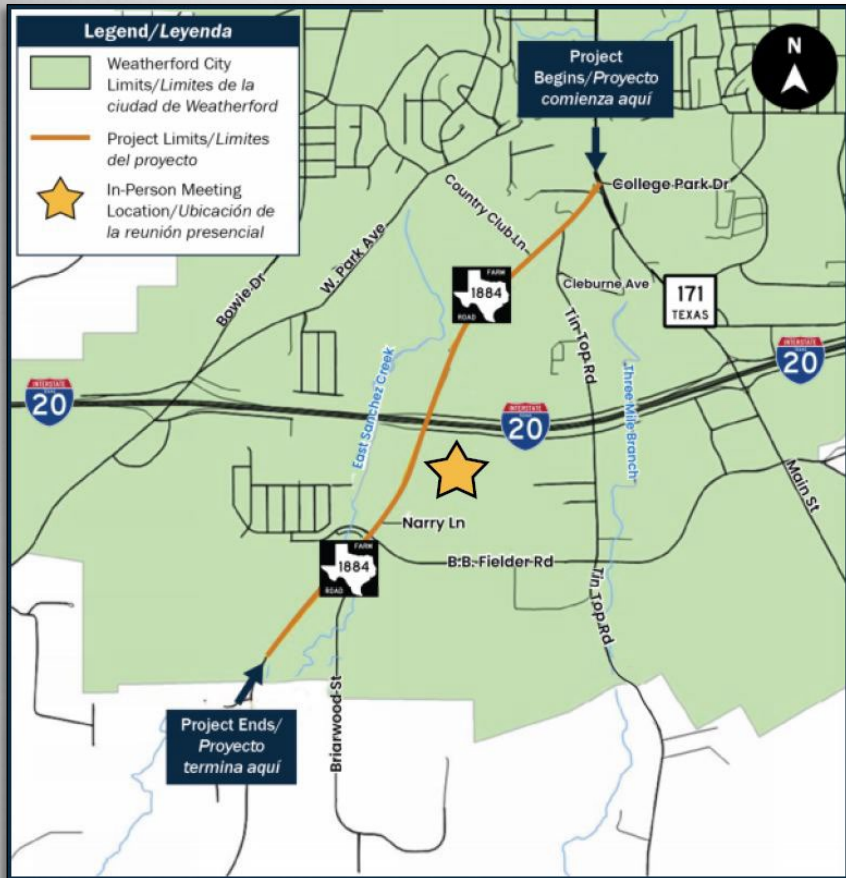 Legend/Leyenda
Weatherford City
Limits/Limites de la
ciudad de Weatherford
Project Limits/Limites
del proyecto
In-Person Meeting
Location/Ubicación de
la reunión presencial
Project
Begins/Proyecto
comienza aquí
N
College Park Dr
Country Club Ln
W. Park Ave
Bowie Dr
FARM
1884
ROAD
Cleburne Ave
171
TEXAS
Tin Top Rd
Three Mile Branch
East Sanchez Creek
INTERSTATE
20
INTERSTATE
20
INTERSTATE
20
Main St
Narry Ln
FARM
1884
ROAD
B.B. Fielder Rd
Tin Top Rd
Briarwood St
Project Ends/
Proyecto
termina aquí